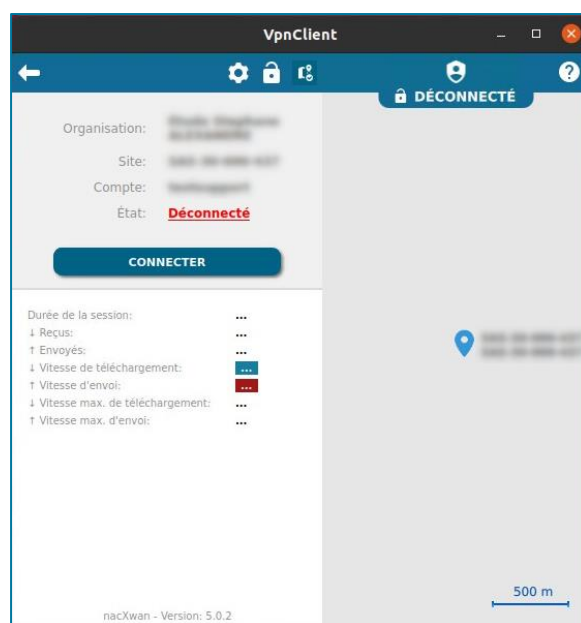 VpnClient
DÉCONNECTÉ
Organisation:
Site:
Compte:
État: Déconnecté
CONNECTER
Durée de la session: ...
↓ Reçus: ...
↑ Envoyés: ...
↓ Vitesse de téléchargement: ...
↑ Vitesse d'envoi: ...
↓ Vitesse max. de téléchargement: ...
↑ Vitesse max. d'envoi: ...
500 m
nacXwan - Version: 5.0.2